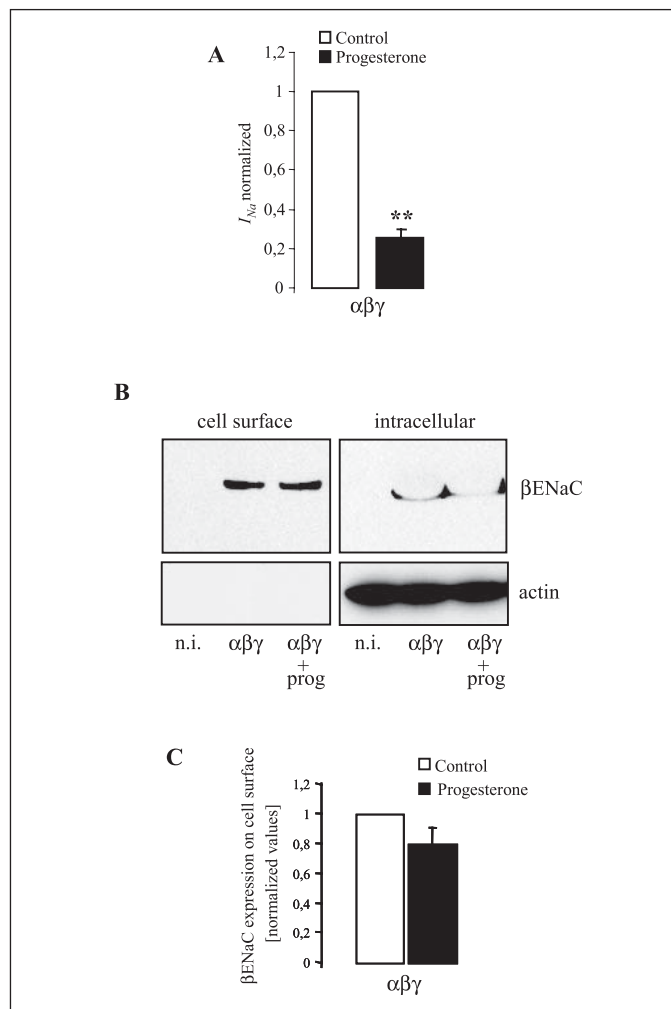 A
Control
Progesterone
1,2
1
0,8
0,6
0,4
0,2
0
I_Na normalized
**
αβγ
B
cell surface
intracellular
βENaC
actin
n.i.
αβγ
αβγ
+
prog
n.i.
αβγ
αβγ
+
prog
C
Control
Progesterone
βENaC expression on cell surface
[normalized values]
1,2
1
0,8
0,6
0,4
0,2
0
αβγ